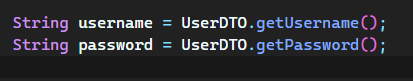 String username = UserDTO.getUsername();
String password = UserDTO.getPassword();